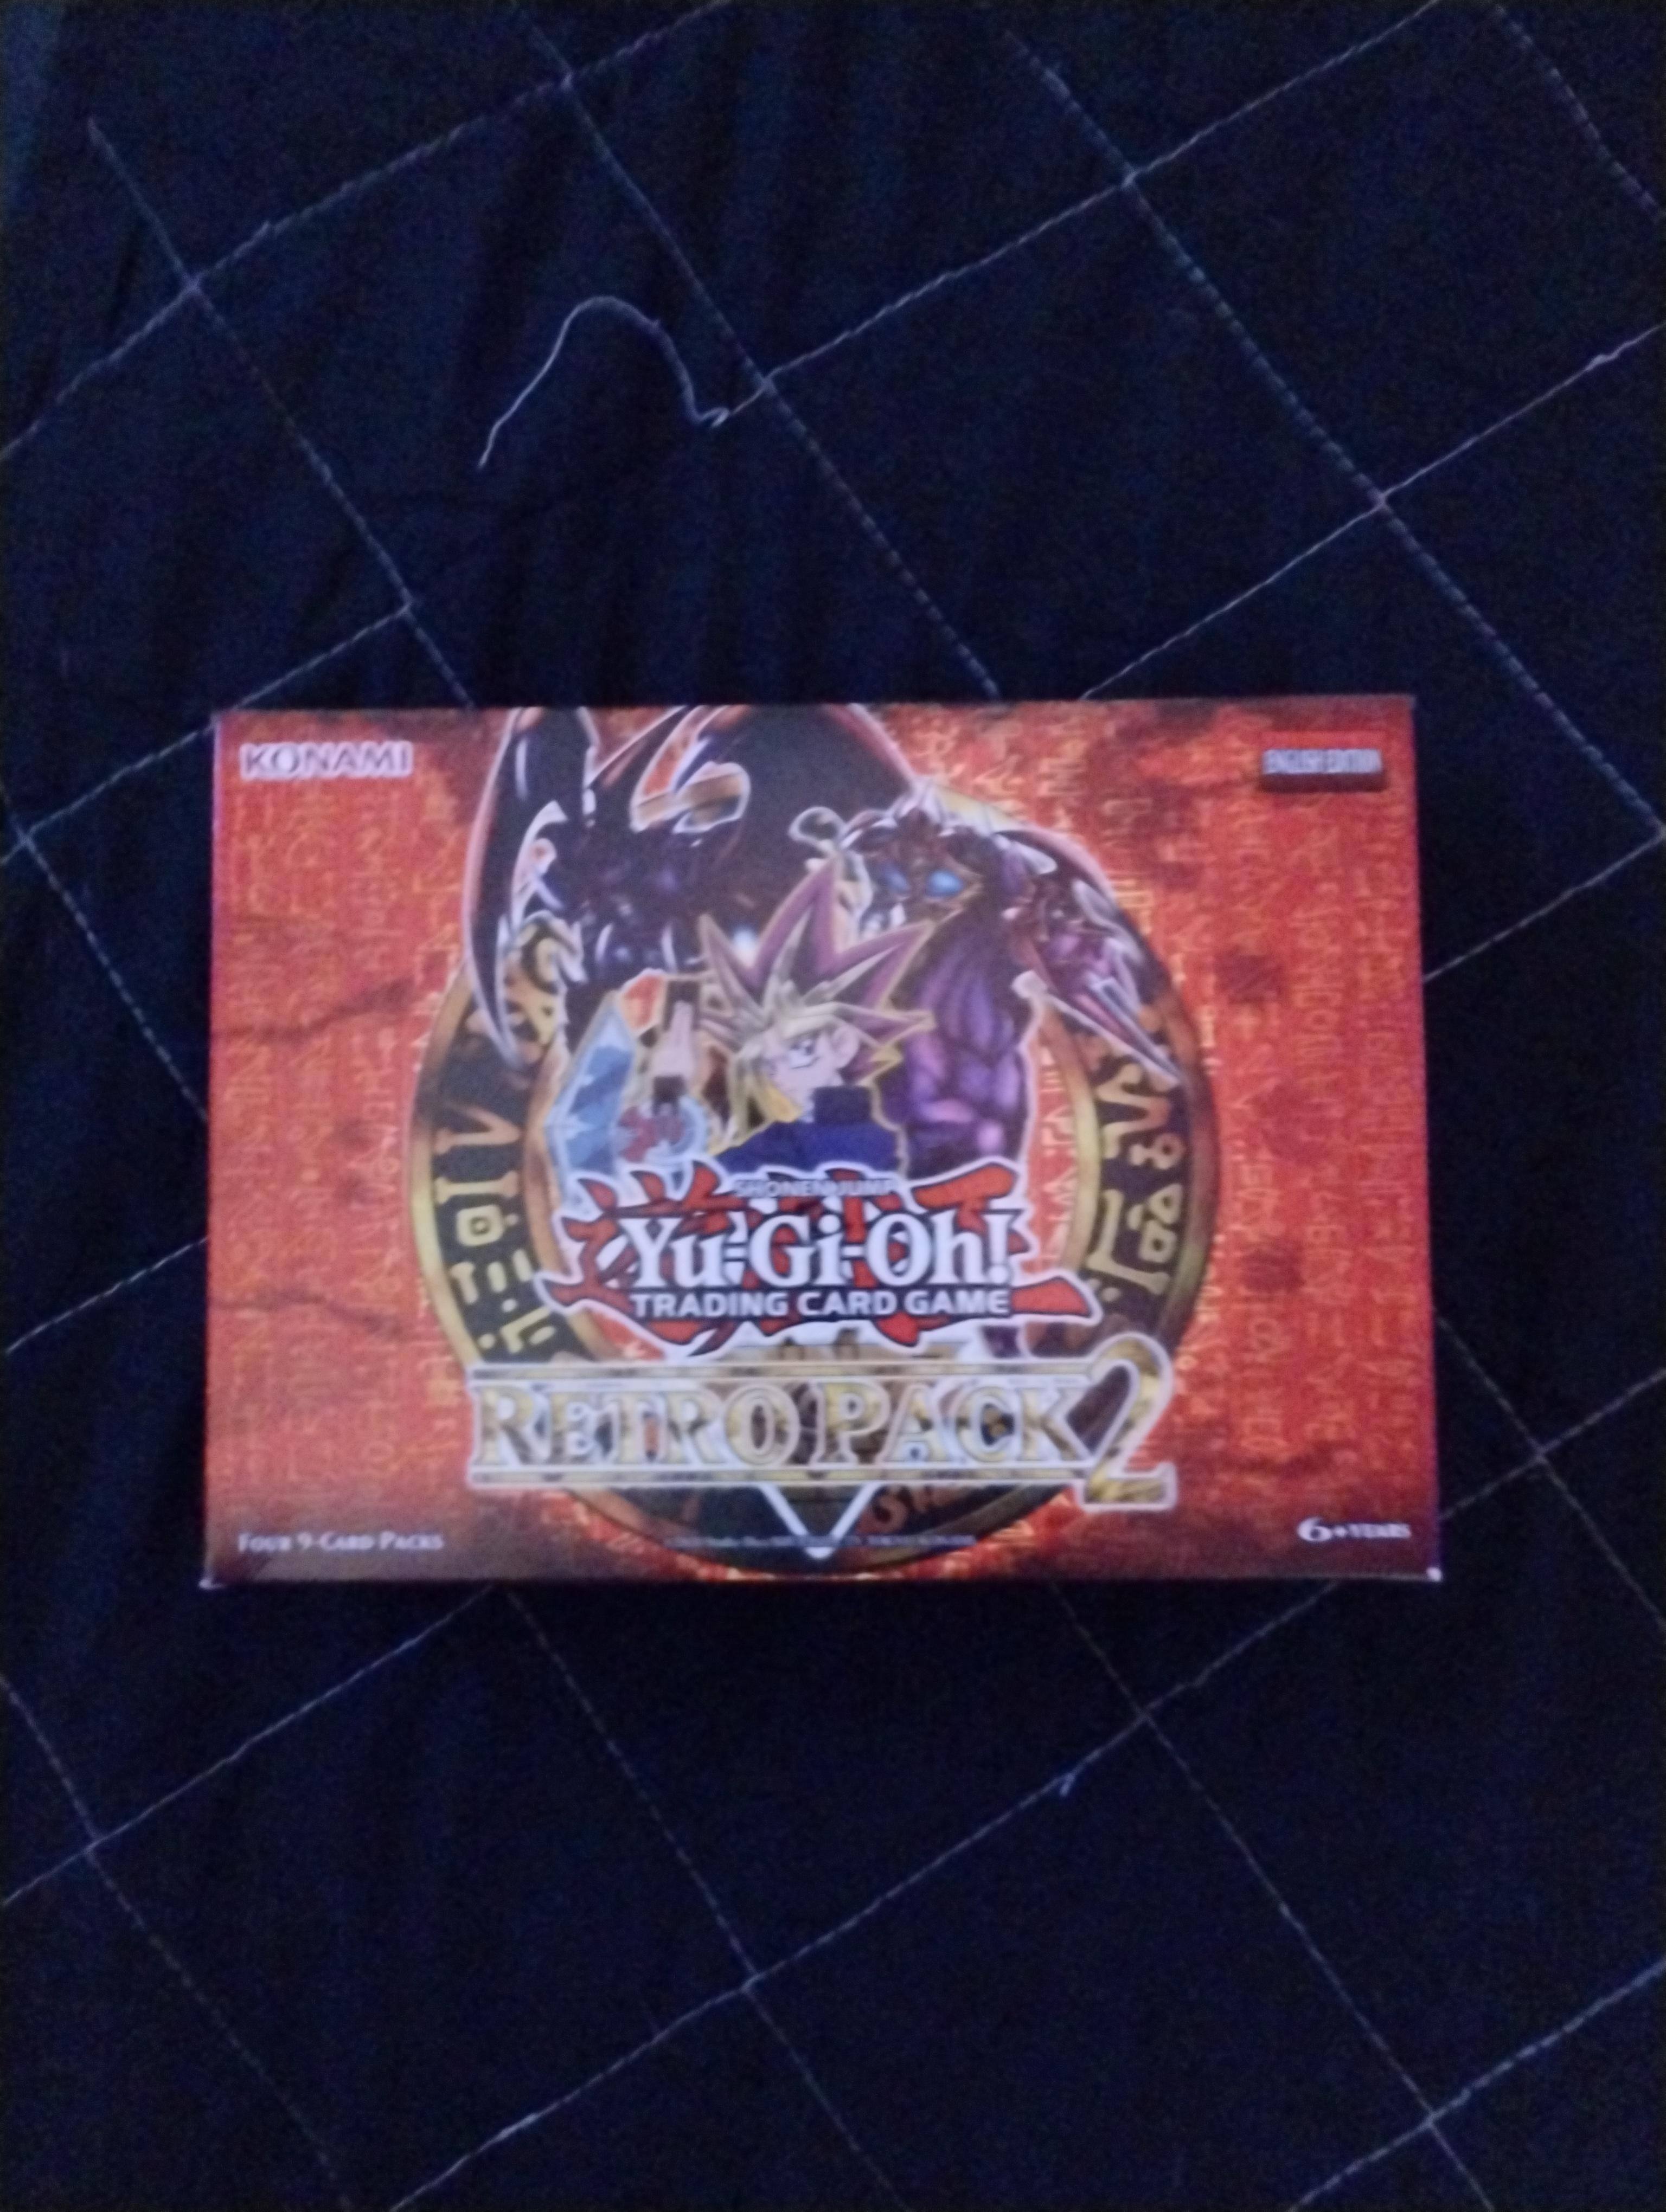 KONAMI
ENGLISH EDITION
SHONEN JUMP
Yu-Gi-Oh!
TRADING CARD GAME
RETRO PACK 2
FOUR 9-CARD PACKS
6+ YEARS